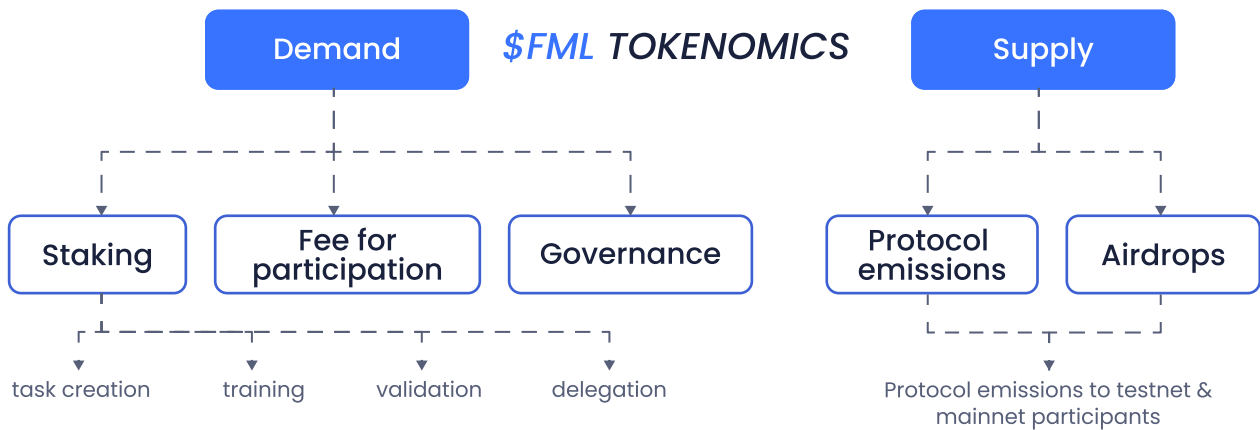 Demand
$FML TOKENOMICS
Supply
Staking
Fee for
participation
Governance
Protocol
emissions
Airdrops
task creation
training
validation
delegation
Protocol emissions to testnet &
mainnet participants